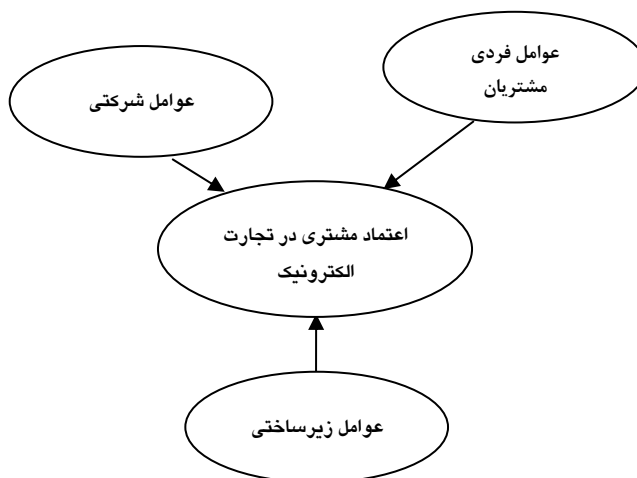 عوامل فردی
مشتریان
عوامل شرکتی
اعتماد مشتری در تجارت
الکترونیک
عوامل زیرساختی